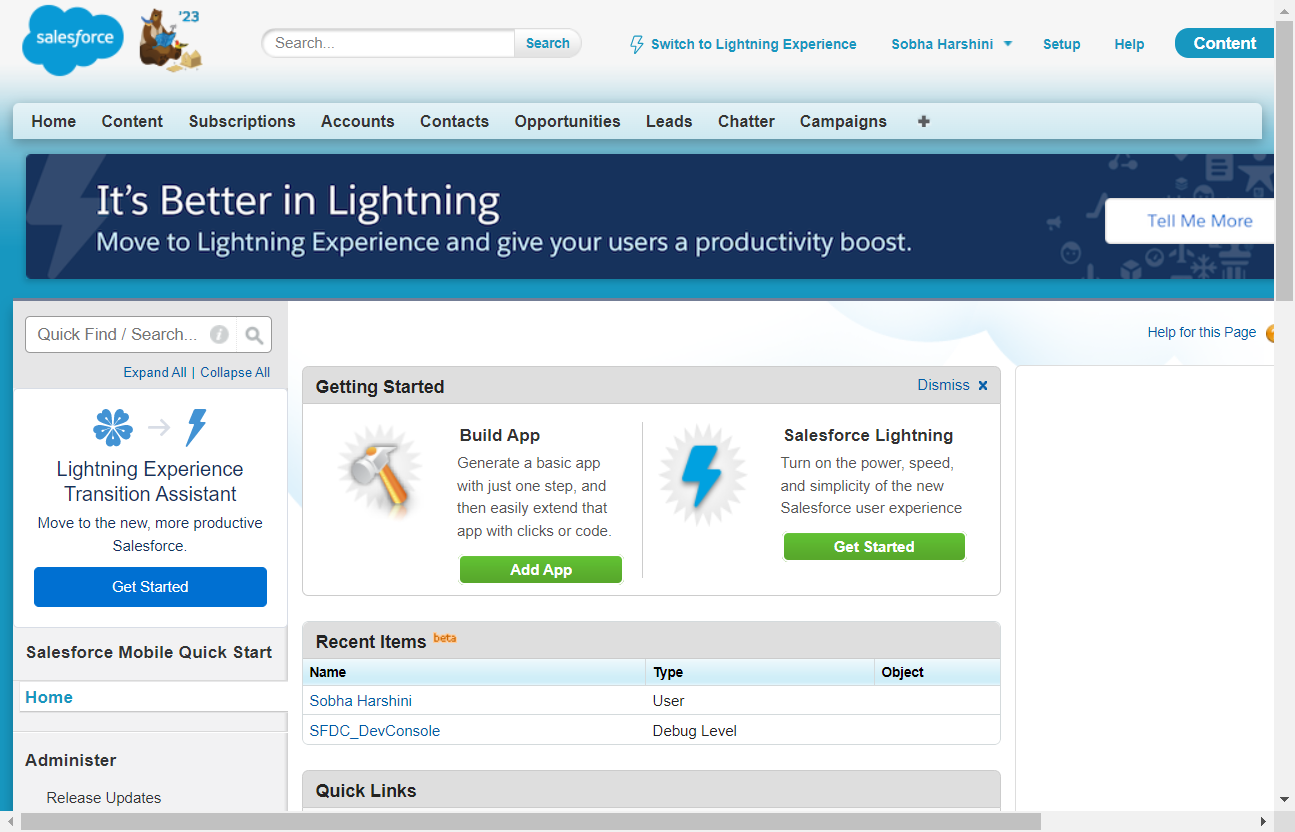 salesforce
'23
Search...
Search
Switch to Lightning Experience
Sobha Harshini
Setup
Help
Content
Home
Content
Subscriptions
Accounts
Contacts
Opportunities
Leads
Chatter
Campaigns
It's Better in Lightning
Move to Lightning Experience and give your users a productivity boost.
Tell Me More
Quick Find / Search...
Expand All | Collapse All
Help for this Page
Lightning Experience
Transition Assistant
Move to the new, more productive
Salesforce.
Get Started
Salesforce Mobile Quick Start
Home
Administer
Release Updates
Getting Started
Dismiss
Build App
Generate a basic app
with just one step, and
then easily extend that
app with clicks or code.
Add App
Salesforce Lightning
Turn on the power, speed,
and simplicity of the new
Salesforce user experience
Get Started
Recent Items beta
Name Type Object
Sobha Harshini User
SFDC_DevConsole Debug Level
Quick Links